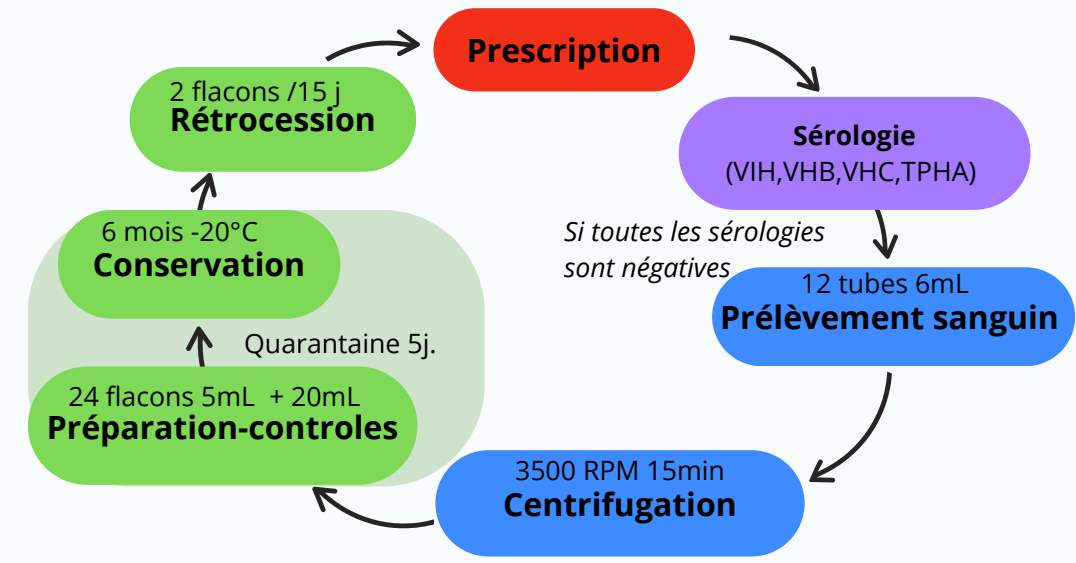 Prescription
Sérologie
(VIH,VHB,VHC,TPHA)
Si toutes les sérologies
sont négatives
12 tubes 6mL
Prélèvement sanguin
3500 RPM 15min
Centrifugation
24 flacons 5mL + 20mL
Préparation-controles
Quarantaine 5j.
6 mois -20°C
Conservation
2 flacons /15 j
Rétrocession